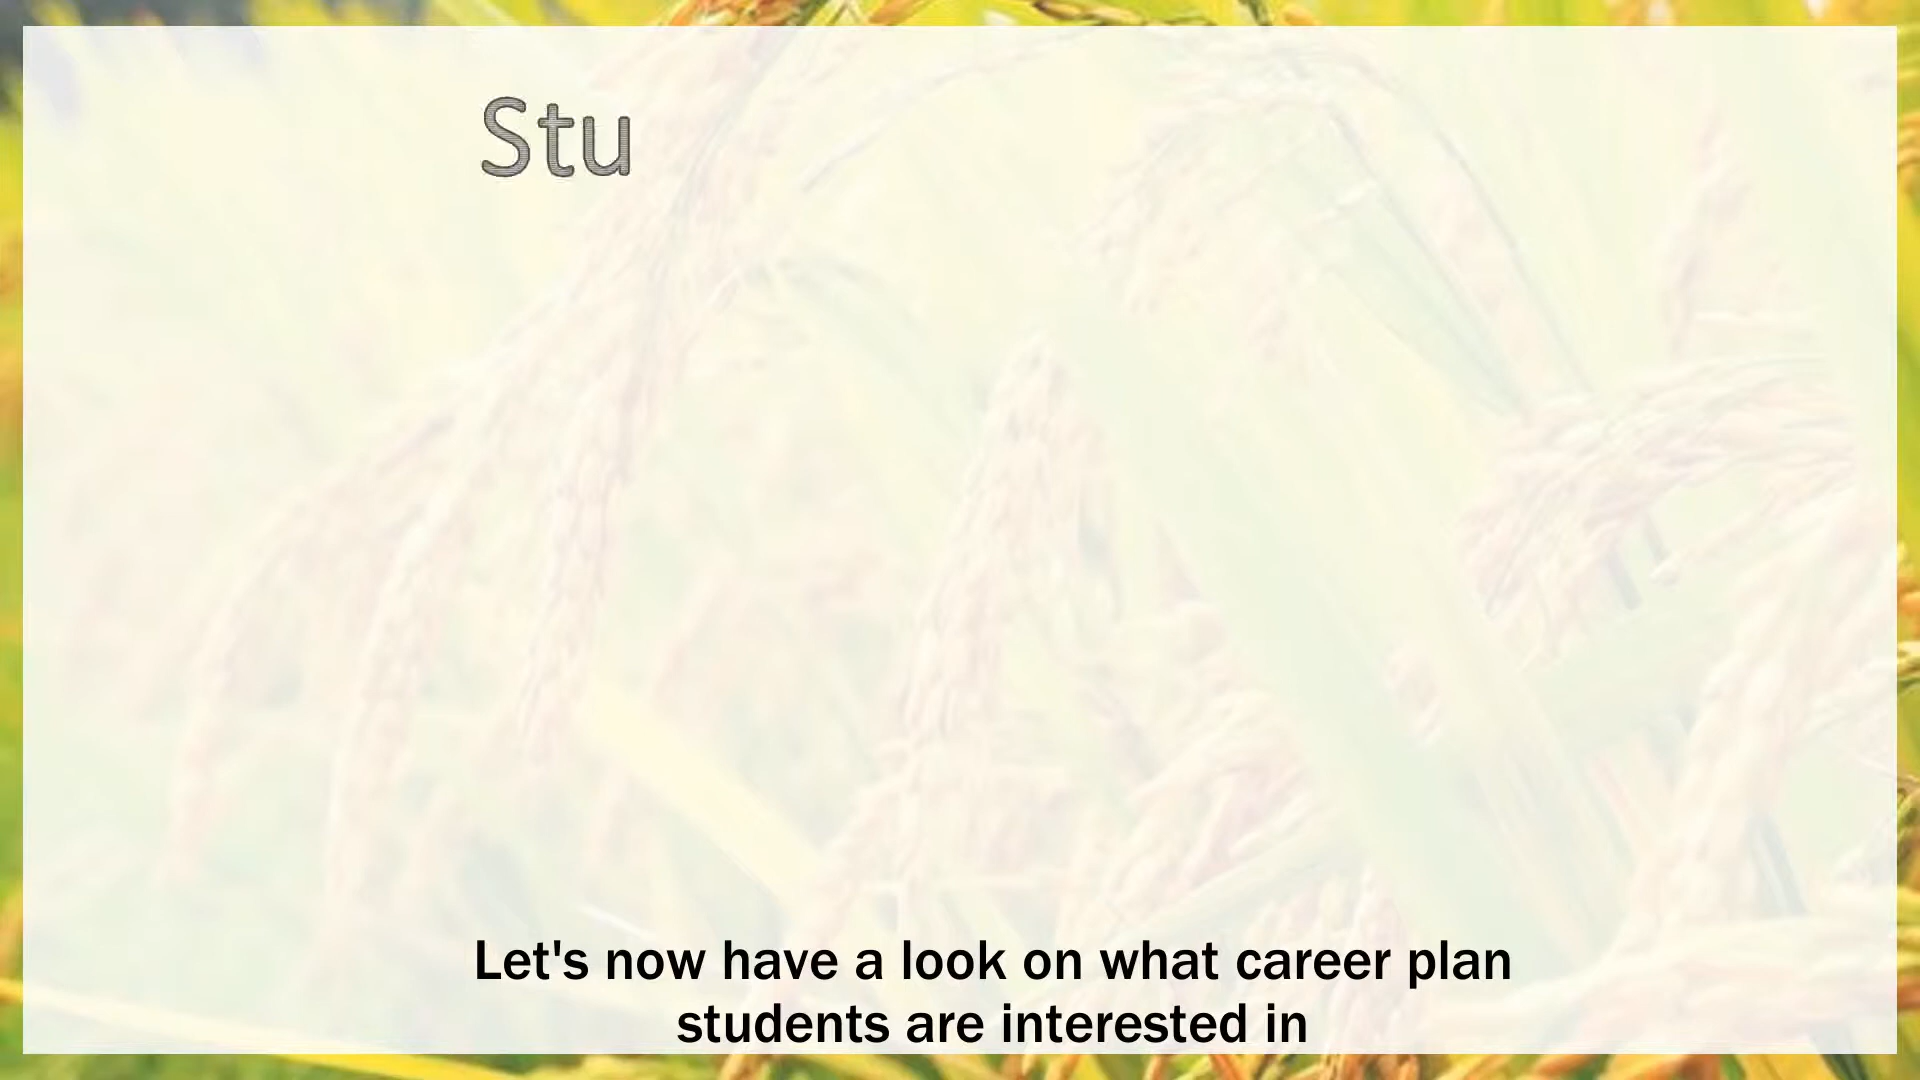 Stu
Let's now have a look on what career plan
students are interested in